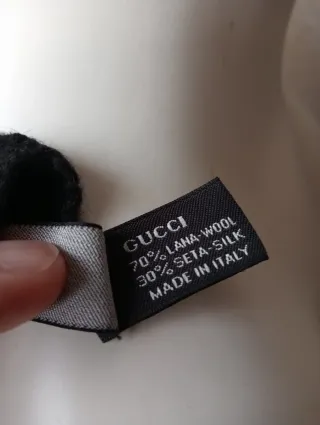 GUCCI
70% LANA-WOOL
30% SETA-SILK
MADE IN ITALY